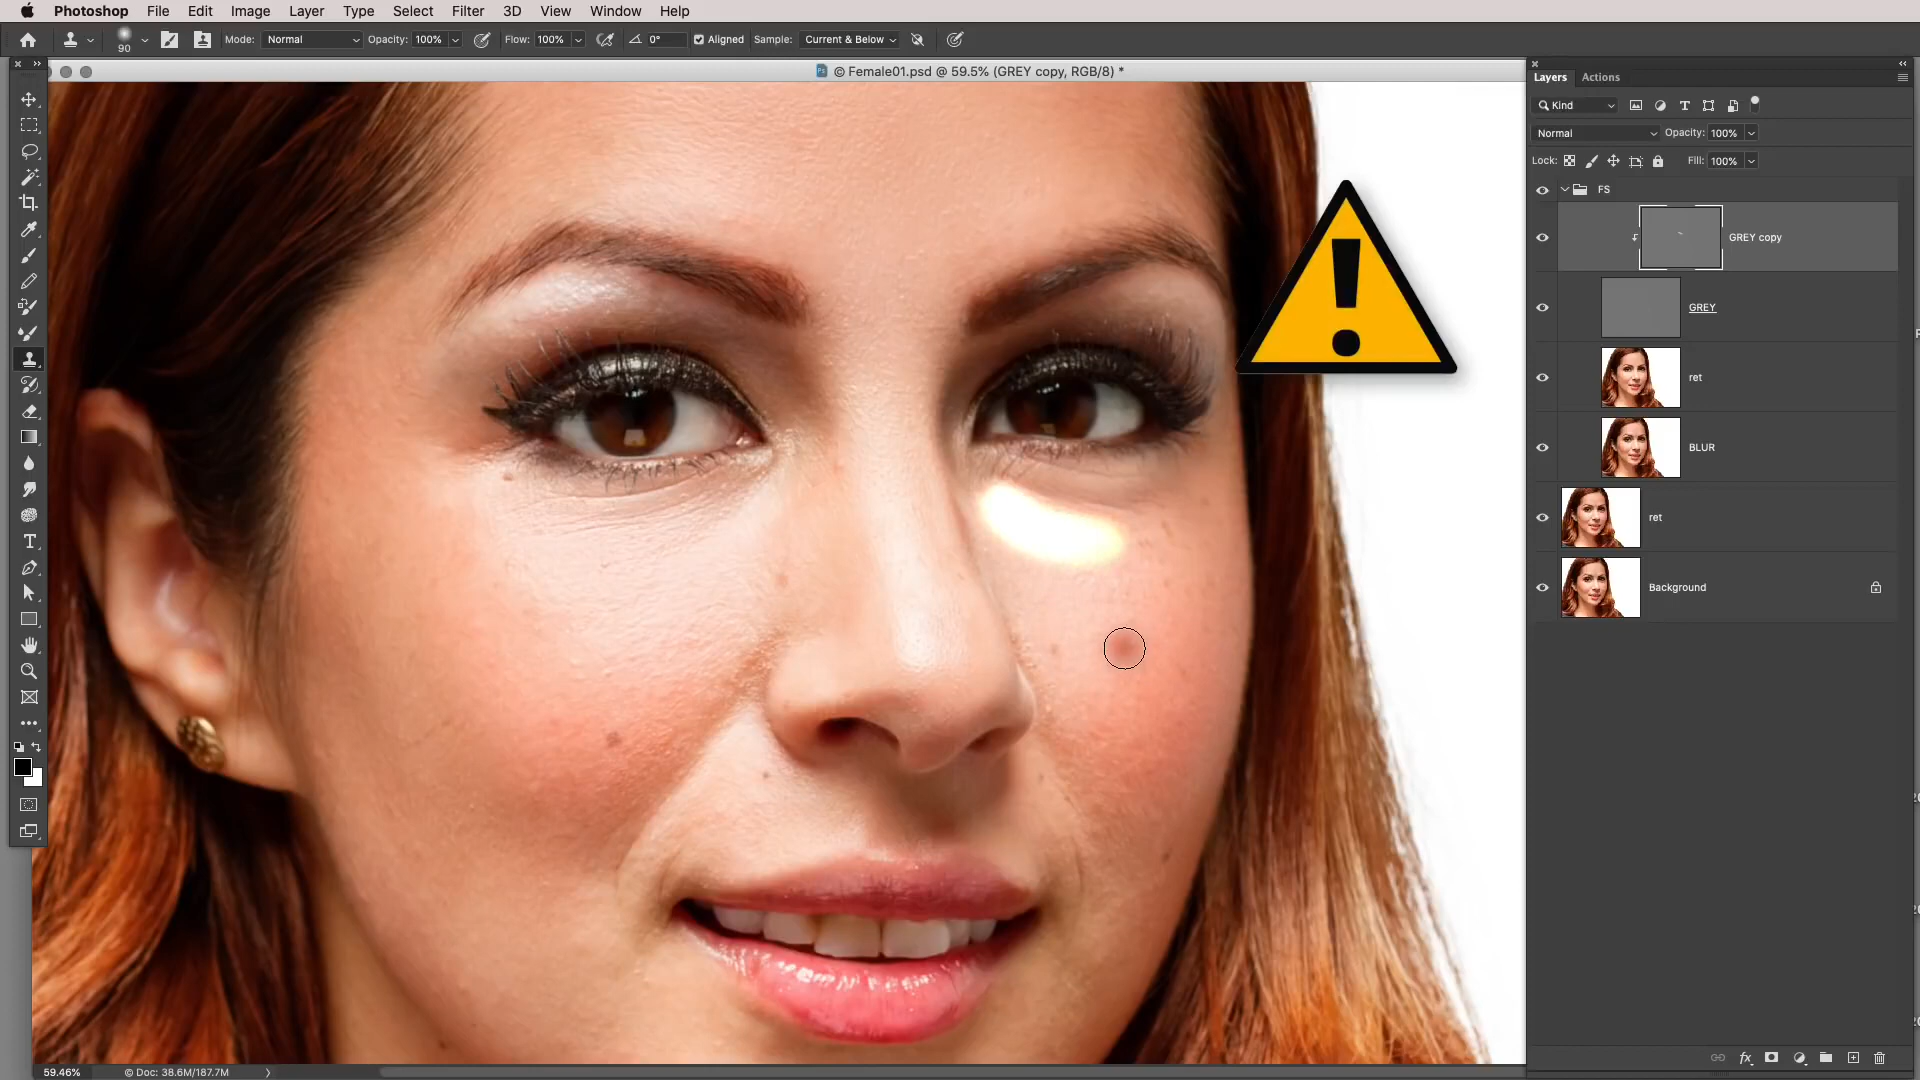 Photoshop File Edit Image Layer Type Select Filter 3D View Window Help
90 Mode: Normal Opacity: 100% Flow: 100% 0° Aligned Sample: Current & Below
© Female01.psd @ 59.5% (GREY copy, RGB/8) *
Layers Actions
Kind
Normal Opacity: 100%
Lock: Fill: 100%
FS
GREY copy
GREY
ret
BLUR
ret
Background
59.46% © Doc: 38.6M/187.7M